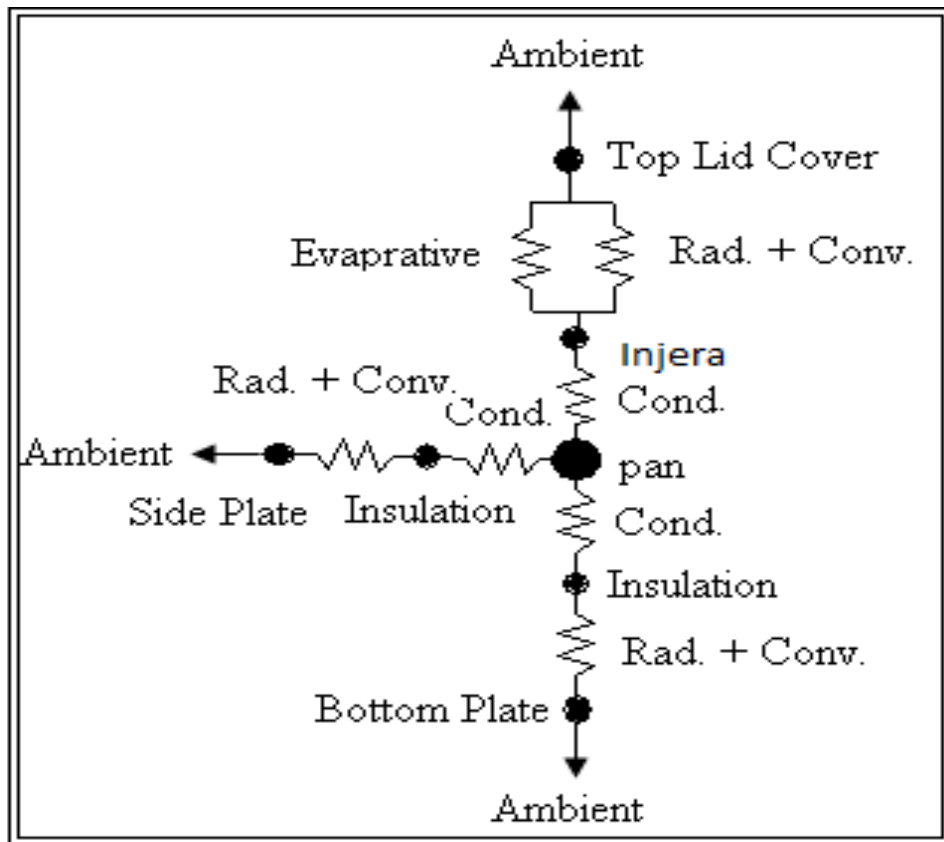 Ambient
Top Lid Cover
Evaprative
Rad. + Conv.
Injera
Rad. + Conv.
Cond.
Cond.
Ambient
pan
Side Plate
Insulation
Cond.
Insulation
Rad. + Conv.
Bottom Plate
Ambient